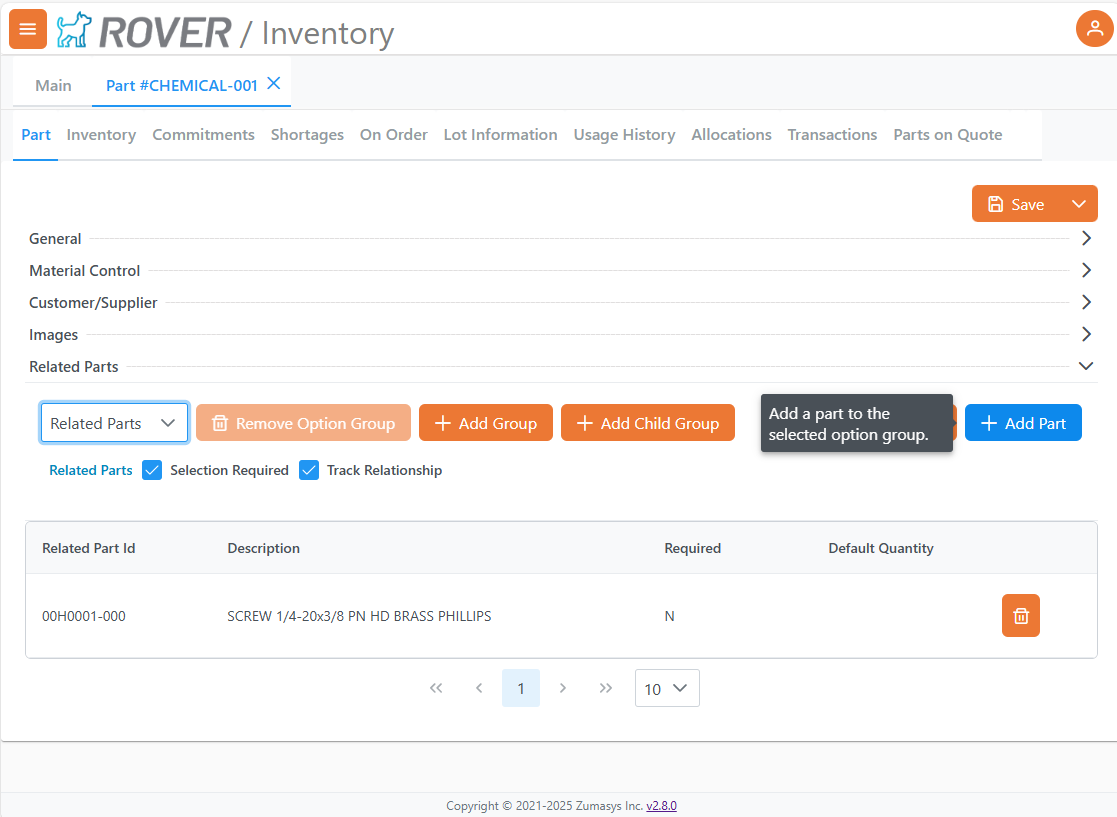 ROVER / Inventory
Main
Part #CHEMICAL-001
Part Inventory Commitments Shortages On Order Lot Information Usage History Allocations Transactions Parts on Quote
Save
General
Material Control
Customer/Supplier
Images
Related Parts
Related Parts Remove Option Group Add Group Add Child Group
Add a part to the
selected option group.
Add Part
Related Parts Selection Required Track Relationship
Related Part Id Description Required Default Quantity
00H0001-000 SCREW 1/4-20x3/8 PN HD BRASS PHILLIPS N
1 10
Copyright © 2021-2025 Zumasys Inc. v2.8.0